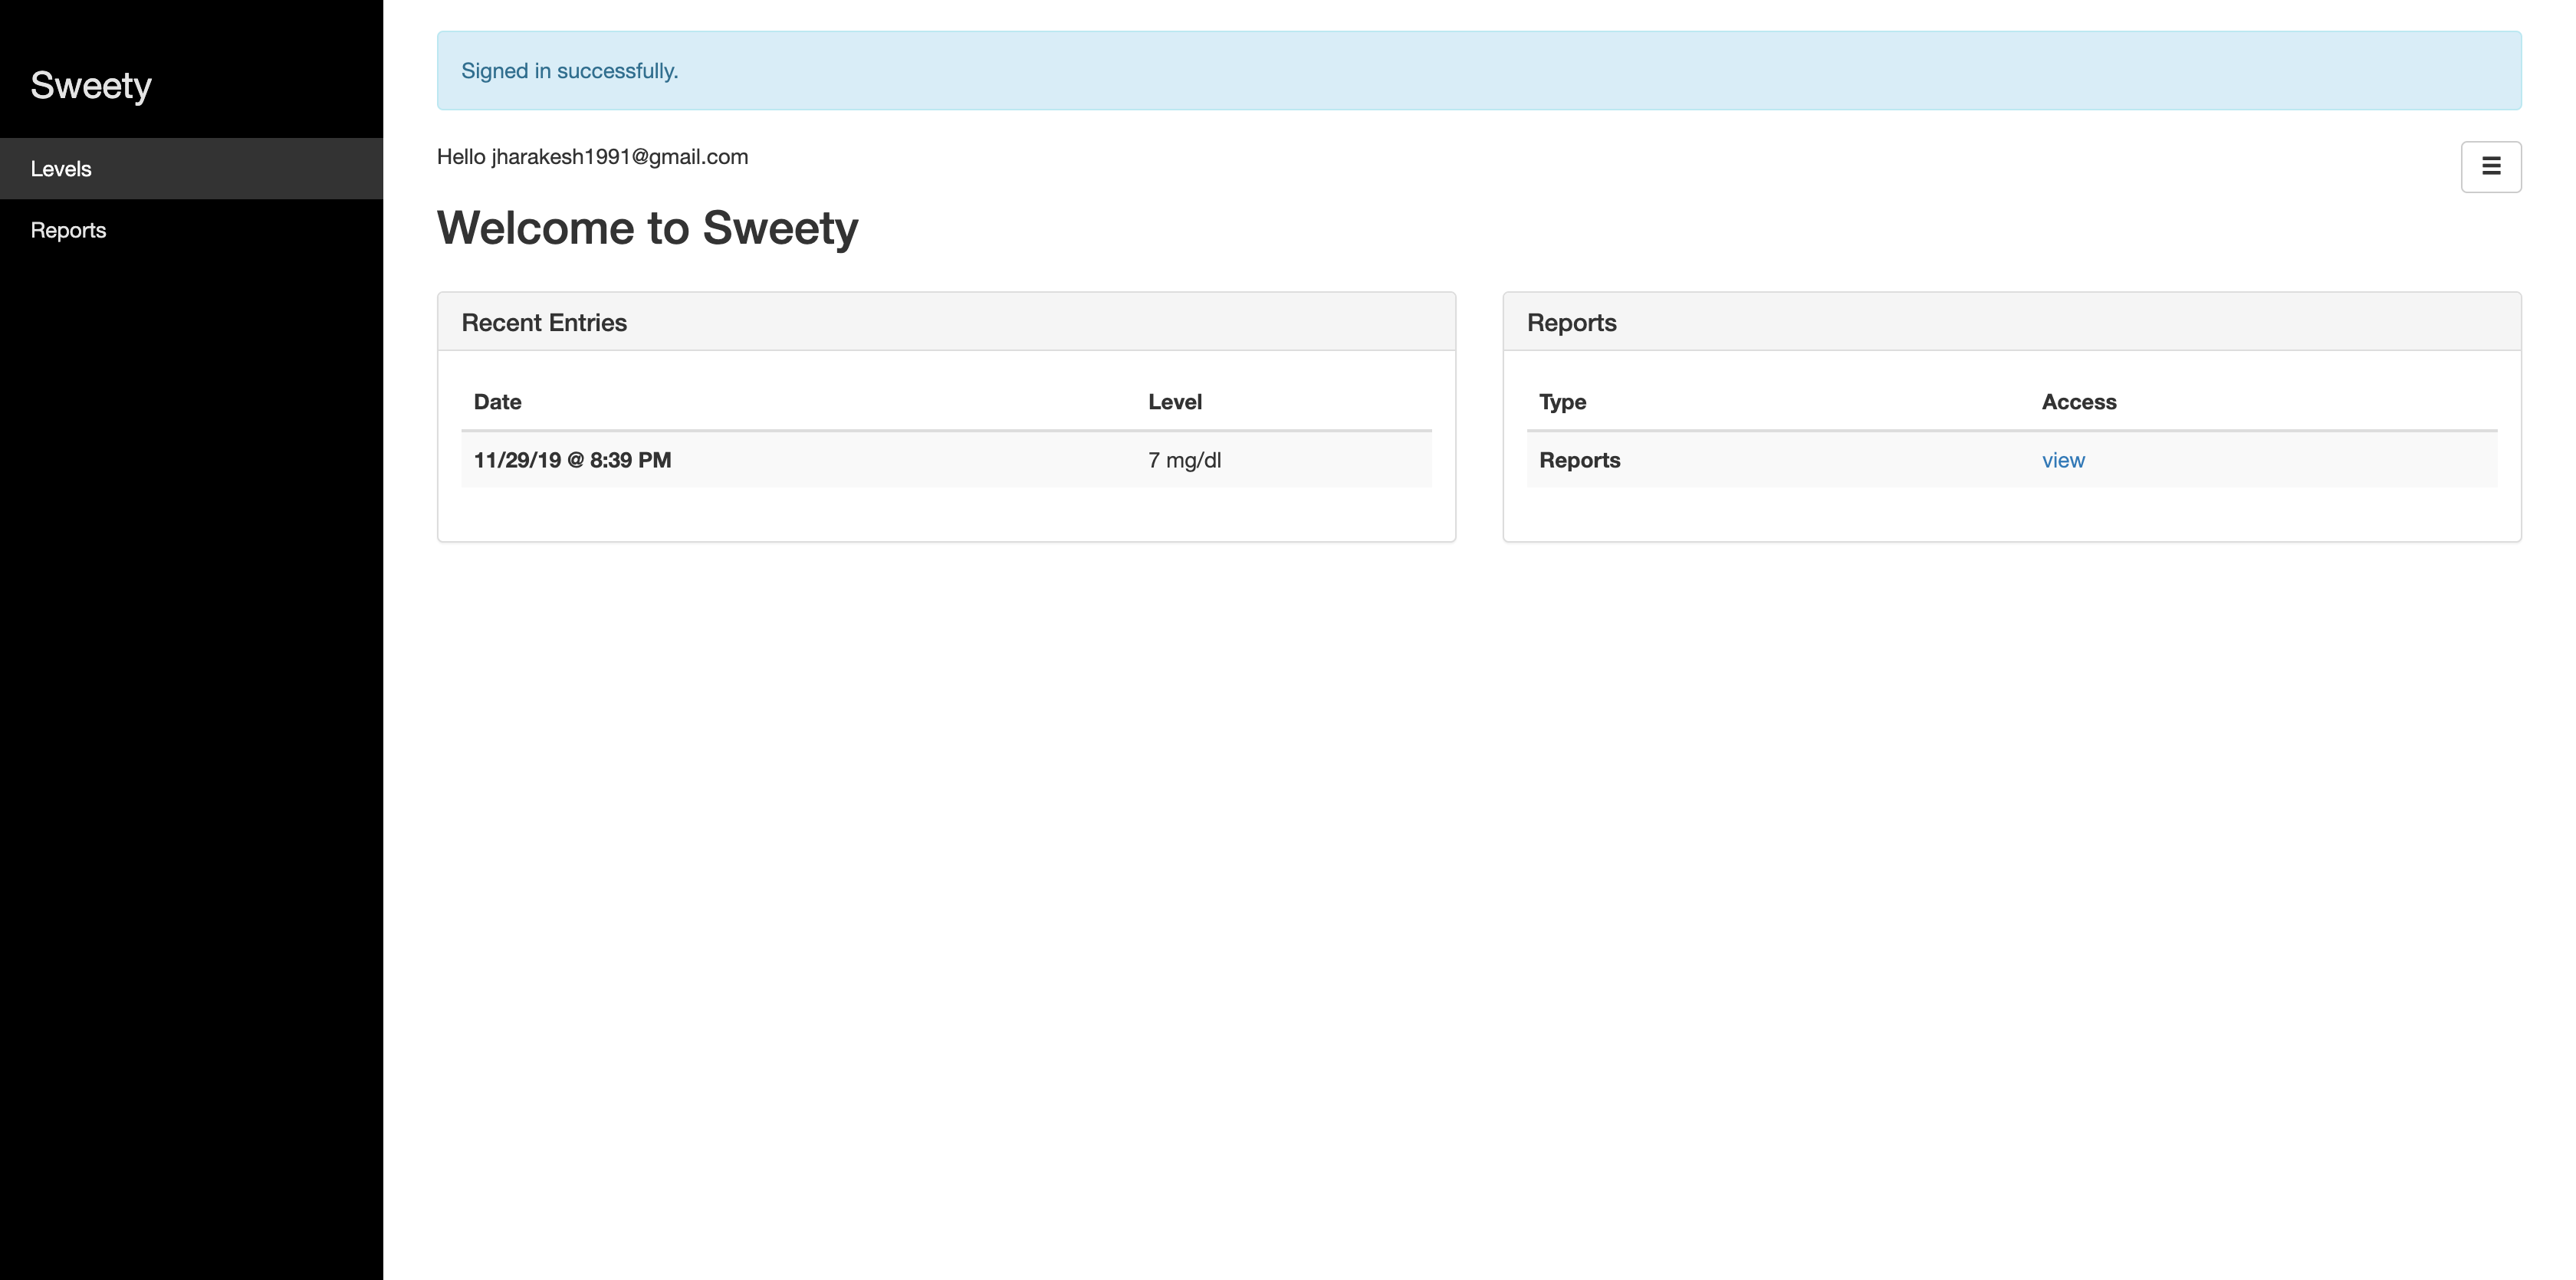 Sweety
Levels
Reports
Signed in successfully.
Hello jharakesh1991@gmail.com
Welcome to Sweety
Recent Entries
Date Level
11/29/19 @ 8:39 PM 7 mg/dl
Reports
Type Access
Reports view